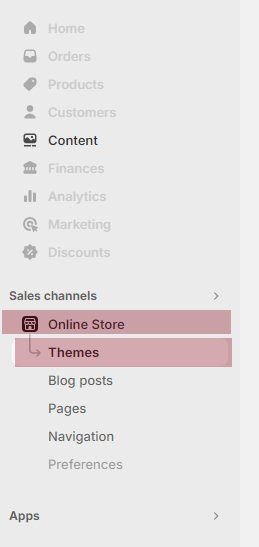 Home
Orders
Products
Customers
Content
Finances
Analytics
Marketing
Discounts
Sales channels
Online Store
Themes
Blog posts
Pages
Navigation
Preferences
Apps